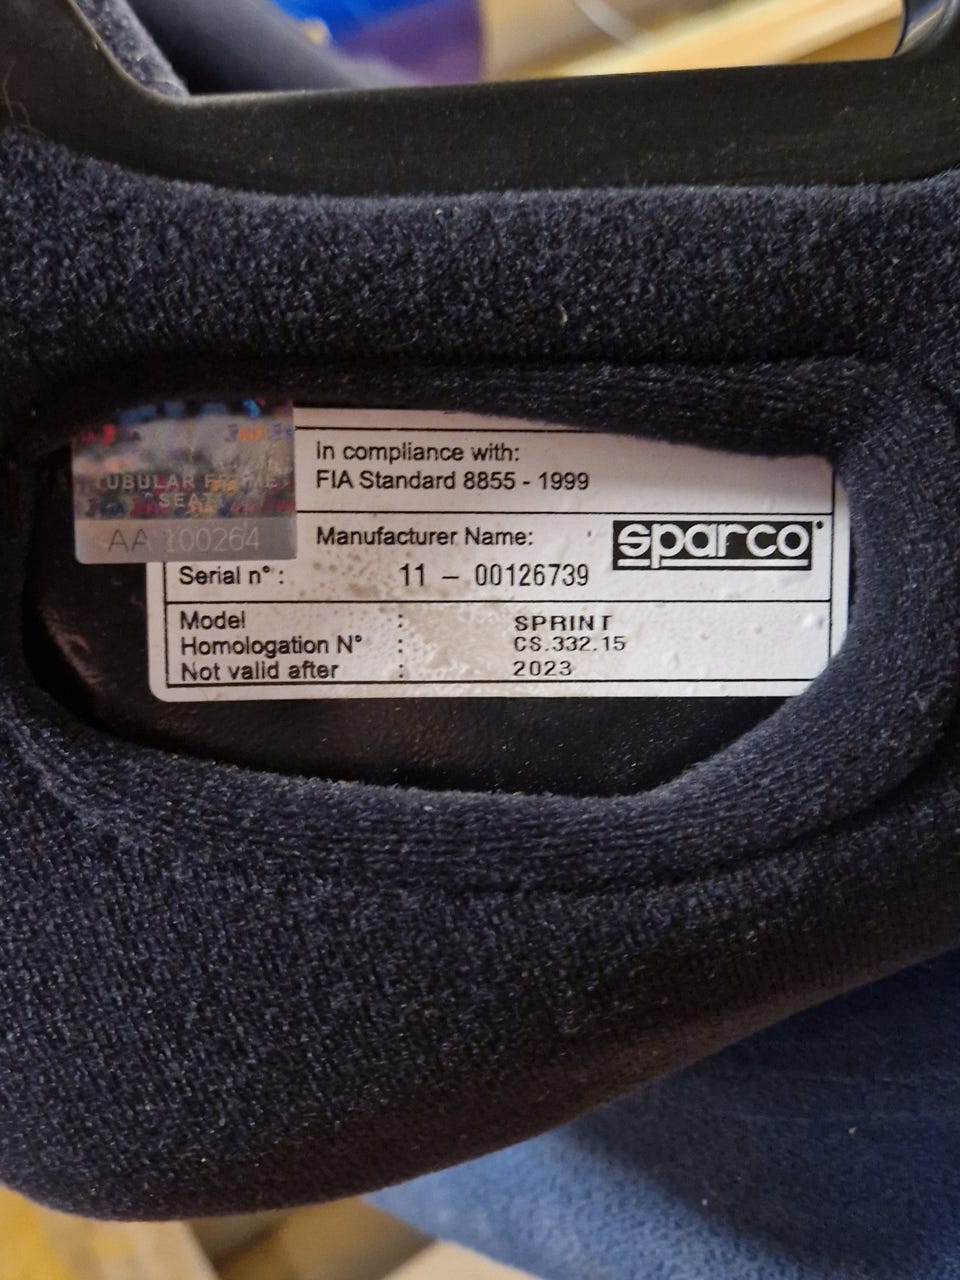 in compliance with:
FIA Standard 8855 - 1999
TUBULAR FRAME
SEAT
AA 100264
Manufacturer Name: sparco
Serial n° : 11 – 00126739
Model : SPRINT
Homologation N° : CS.332.15
Not valid after : 2023